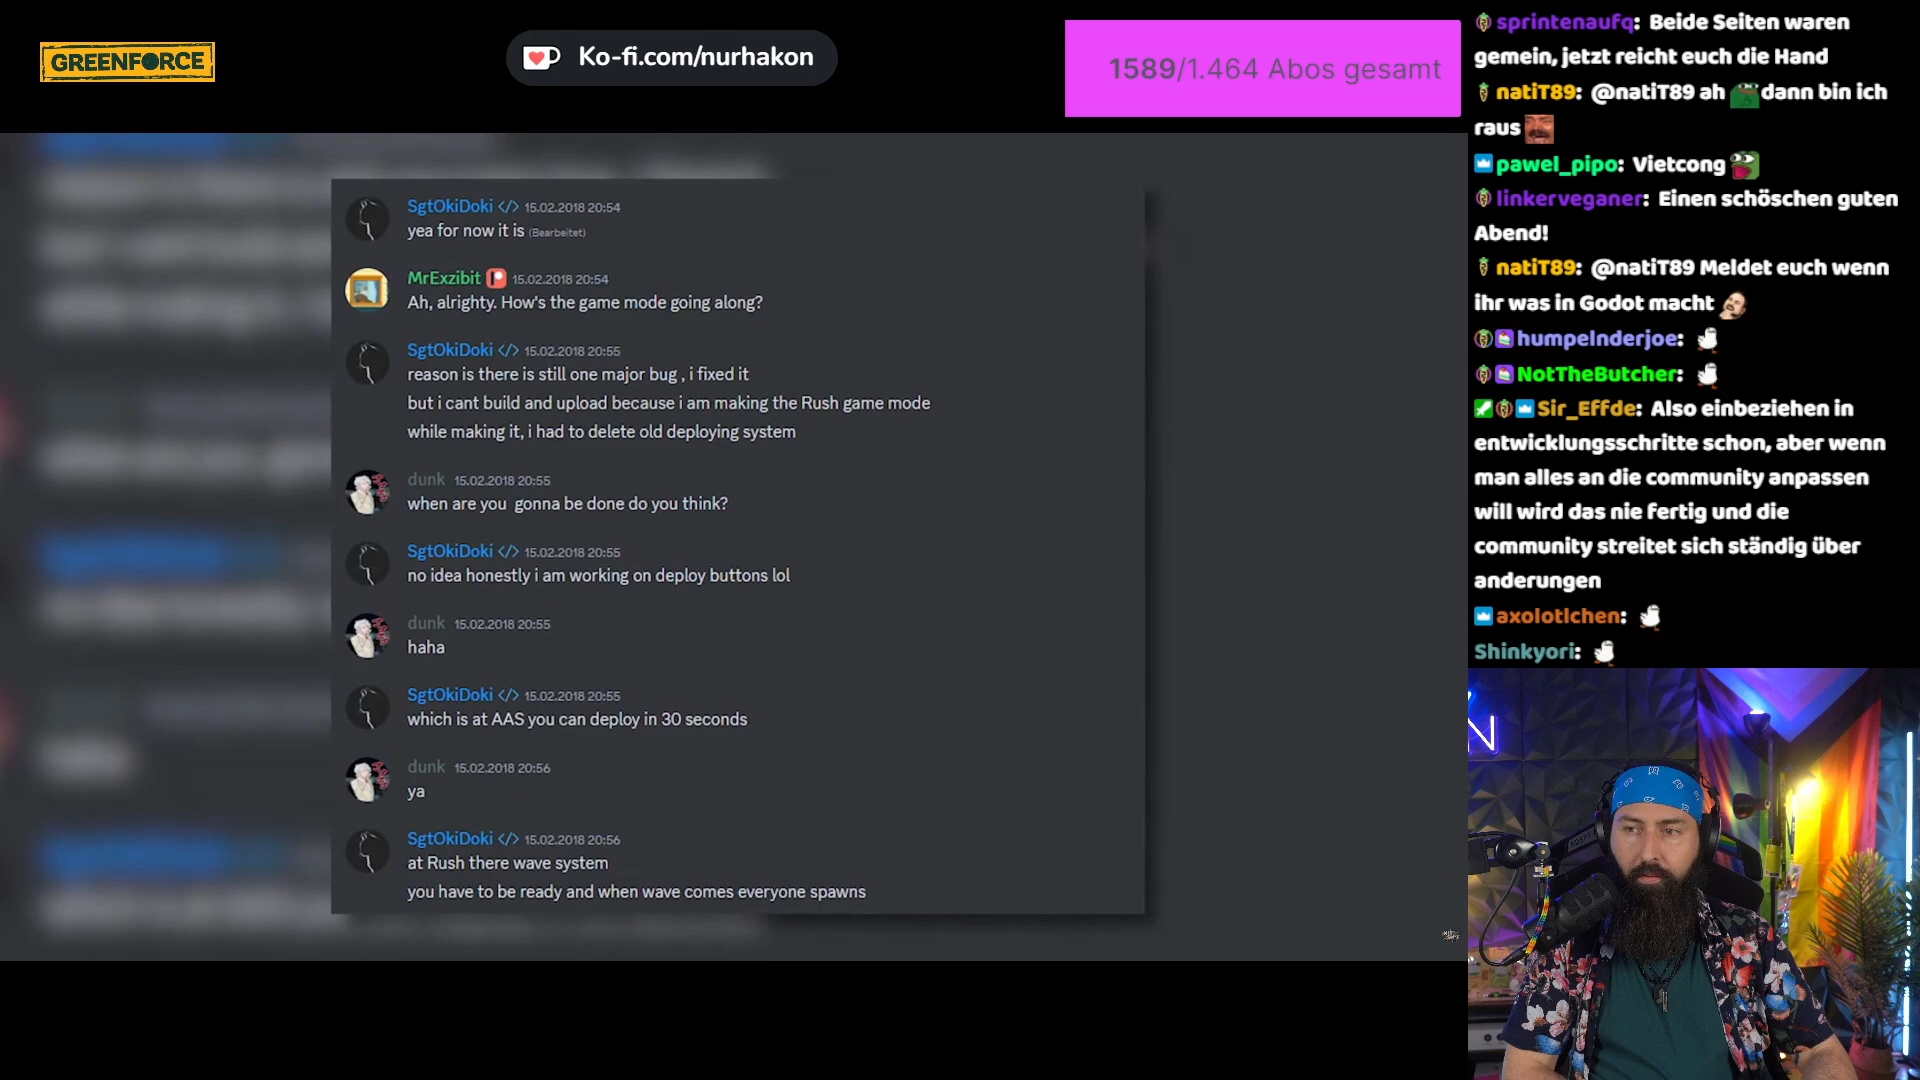 GREENFORCE
Ko-fi.com/nurhakon
1589/1.464 Abos gesamt
SgtOkiDoki </> 15.02.2018 20:54
yea for now it is (Bearbeitet)
MrExzibit 15.02.2018 20:54
Ah, alrighty. How's the game mode going along?
SgtOkiDoki </> 15.02.2018 20:55
reason is there is still one major bug , i fixed it
but i cant build and upload because i am making the Rush game mode
while making it, i had to delete old deploying system
dunk 15.02.2018 20:55
when are you gonna be done do you think?
SgtOkiDoki </> 15.02.2018 20:55
no idea honestly i am working on deploy buttons lol
dunk 15.02.2018 20:55
haha
SgtOkiDoki </> 15.02.2018 20:55
which is at AAS you can deploy in 30 seconds
dunk 15.02.2018 20:56
ya
SgtOkiDoki </> 15.02.2018 20:56
at Rush there wave system
you have to be ready and when wave comes everyone spawns
sprintenaufq: Beide Seiten waren
gemein, jetzt reicht euch die Hand
natiT89: @natiT89 ah dann bin ich
raus
pawel_pipo: Vietcong
linkerveganer: Einen schöschen guten
Abend!
natiT89: @natiT89 Meldet euch wenn
ihr was in Godot macht
humpelnderjoe:
NotTheButcher:
Sir_Effde: Also einbeziehen in
entwicklungsschritte schon, aber wenn
man alles an die community anpassen
will wird das nie fertig und die
community streitet sich ständig über
anderungen
axolotlchen:
Shinkyori:
N